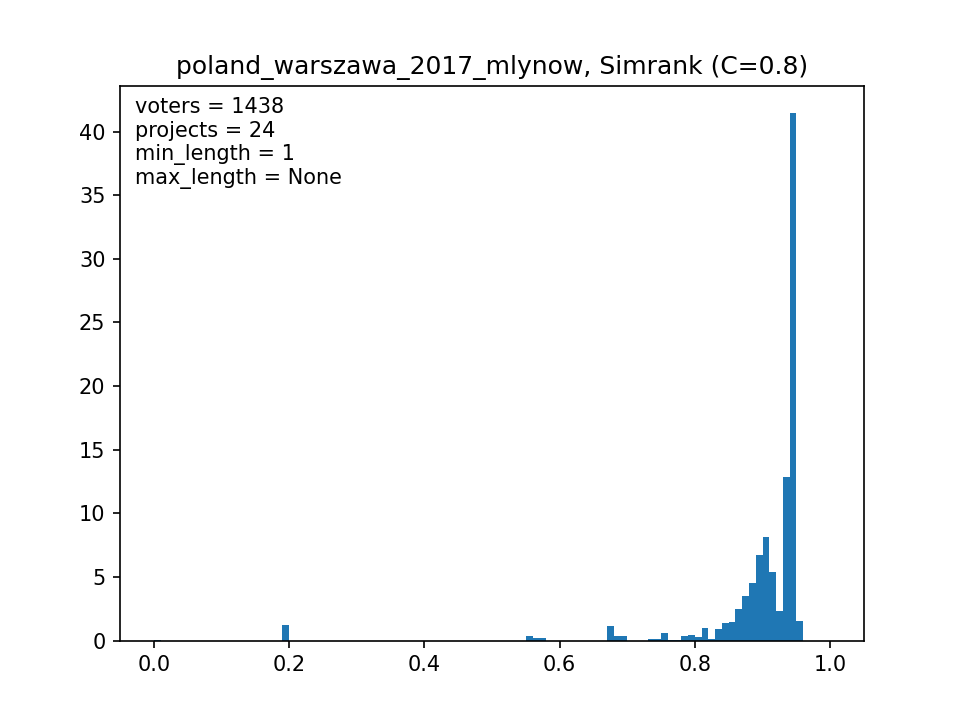 poland_warszawa_2017_mlynow, Simrank (C=0.8)
voters = 1438
projects = 24
min_length = 1
max_length = None
40
35
30
25
20
15
10
5
0
0.0 0.2 0.4 0.6 0.8 1.0